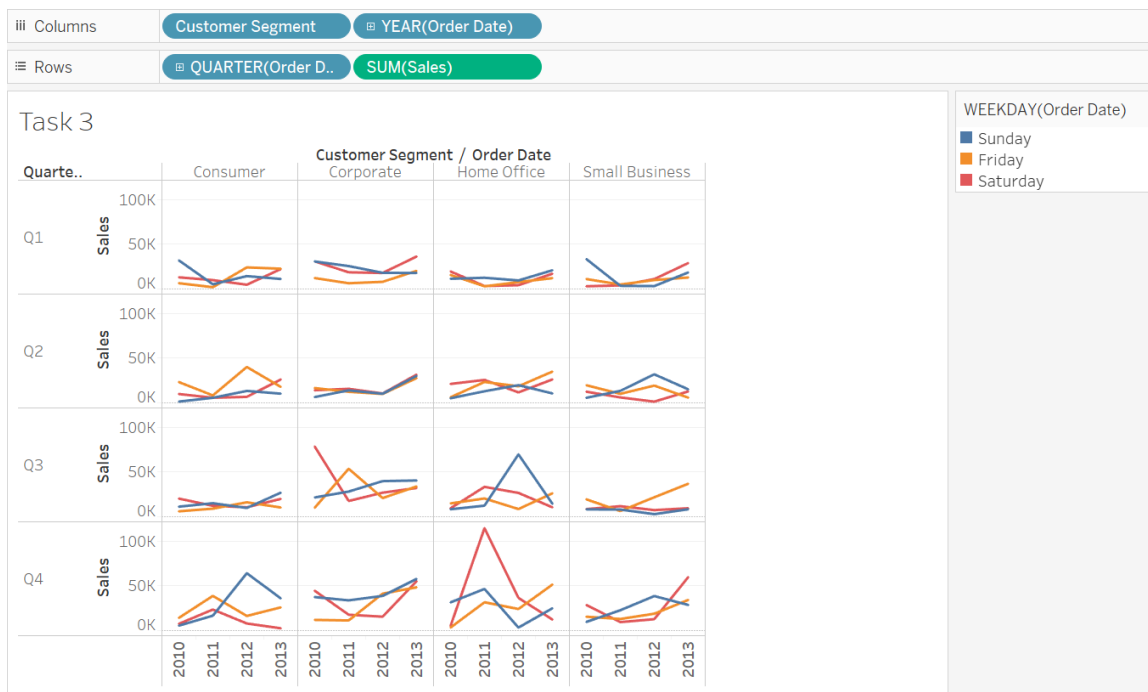 Columns Customer Segment YEAR(Order Date)
Rows QUARTER(Order D.. SUM(Sales)
Task 3
Customer Segment / Order Date
Quarte.. Consumer Corporate Home Office Small Business
Q1 Sales 100K 50K 0K
Q2 Sales 100K 50K 0K
Q3 Sales 100K 50K 0K
Q4 Sales 100K 50K 0K
2010 2011 2012 2013 2010 2011 2012 2013 2010 2011 2012 2013 2010 2011 2012 2013
WEEKDAY(Order Date)
Sunday
Friday
Saturday